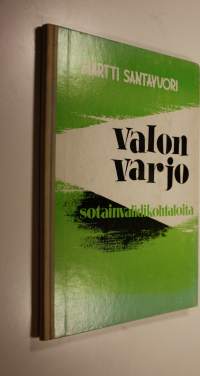 MARTTI SANTAVUORI
valon
varjo
sotainvalidikohtaloita